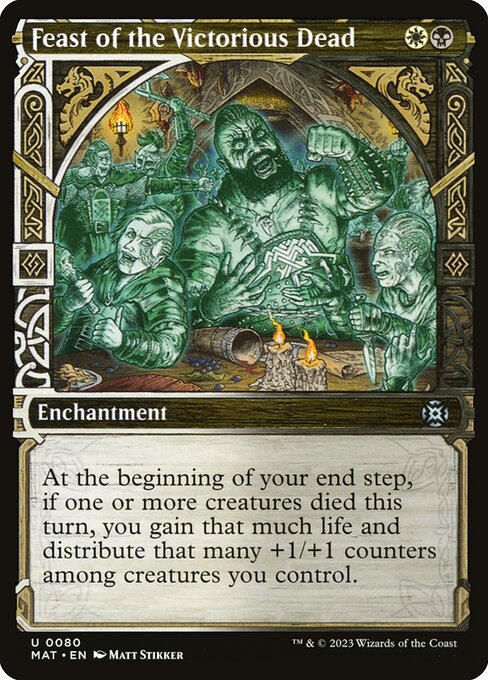 Feast of the Victorious Dead
Enchantment
At the beginning of your end step,
if one or more creatures died this
turn, you gain that much life and
distribute that many +1/+1 counters
among creatures you control.
U 0080
MAT • EN Matt Stikker
™ & © 2023 Wizards of the Coast